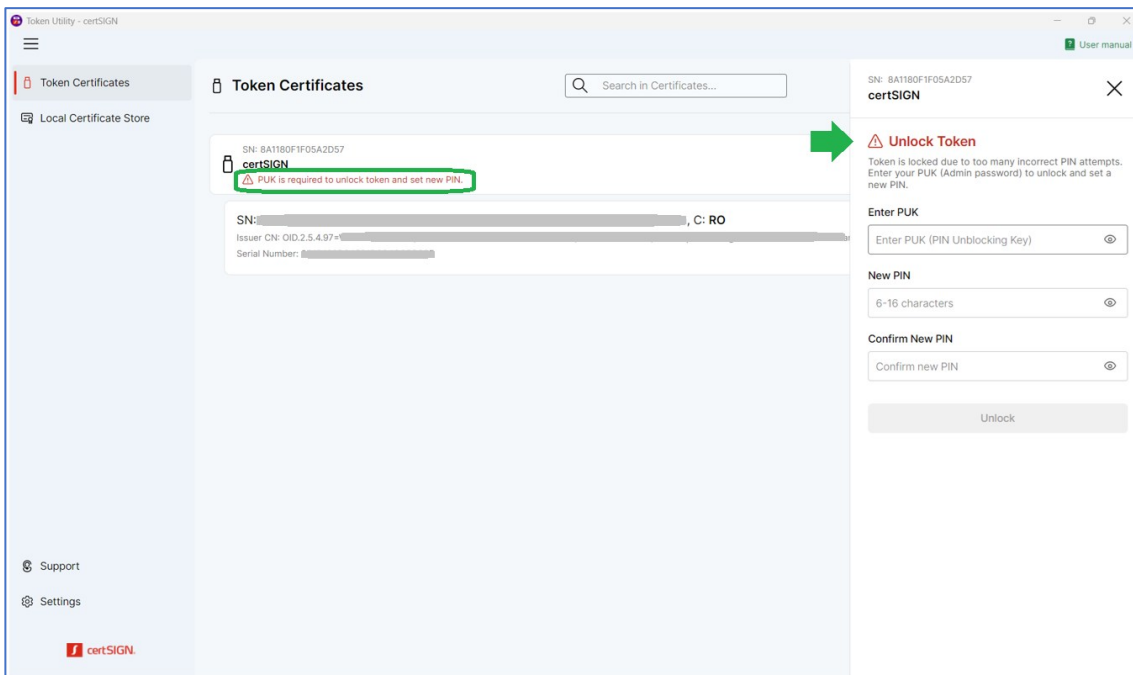 Token Utility - certSIGN
User manual
Token Certificates
Local Certificate Store
Support
Settings
certSIGN.
Token Certificates
Search in Certificates...
SN: 8A1180F1F05A2D57
certSIGN
PUK is required to unlock token and set new PIN.
SN: , C: RO
Issuer CN: OID.2.5.4.97=
Serial Number:
SN: 8A1180F1F05A2D57
certSIGN
Unlock Token
Token is locked due to too many incorrect PIN attempts.
Enter your PUK (Admin password) to unlock and set a
new PIN.
Enter PUK
Enter PUK (PIN Unblocking Key)
New PIN
6-16 characters
Confirm New PIN
Confirm new PIN
Unlock